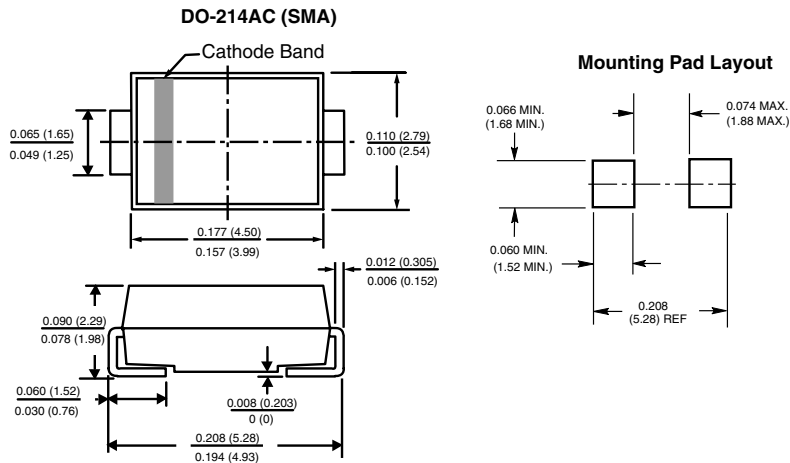 DO-214AC (SMA)
Cathode Band
0.065 (1.65)
0.049 (1.25)
0.110 (2.79)
0.100 (2.54)
0.177 (4.50)
0.157 (3.99)
0.012 (0.305)
0.006 (0.152)
0.090 (2.29)
0.078 (1.98)
0.060 (1.52)
0.030 (0.76)
0.008 (0.203)
0 (0)
0.208 (5.28)
0.194 (4.93)
Mounting Pad Layout
0.066 MIN.
(1.68 MIN.)
0.074 MAX.
(1.88 MAX.)
0.060 MIN.
(1.52 MIN.)
0.208
(5.28) REF